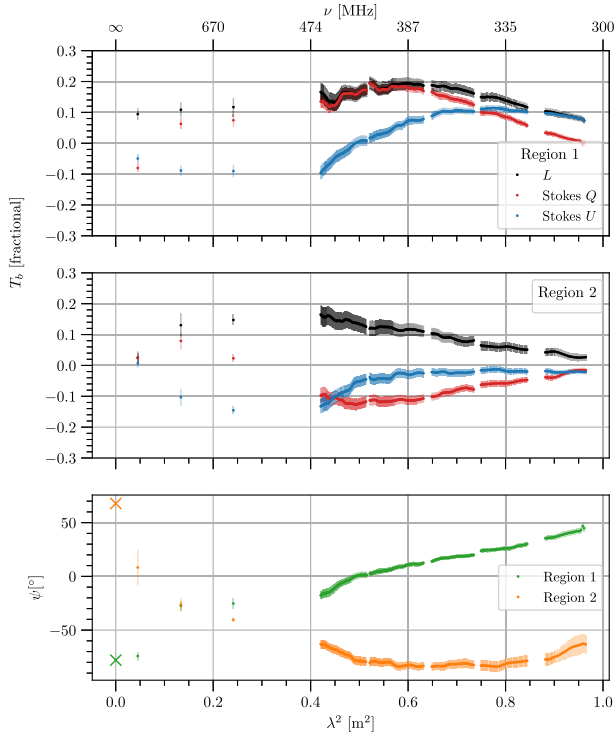 ν [MHz]
∞ 670 474 387 335 300
0.3
0.2
0.1
0.0
−0.1
−0.2
−0.3
Region 1
L
Stokes Q
Stokes U
T_b [fractional]
0.3
0.2
0.1
0.0
−0.1
−0.2
−0.3
Region 2
50
0
−50
ψ[°]
Region 1
Region 2
0.0 0.2 0.4 0.6 0.8 1.0
λ² [m²]